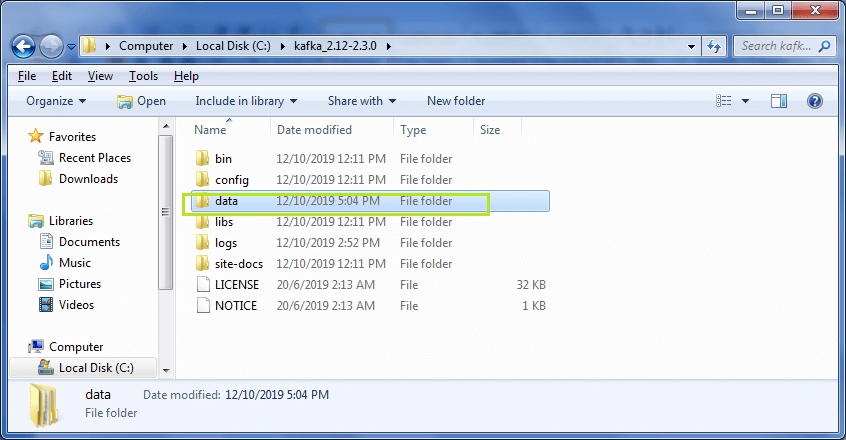 Computer Local Disk (C:) kafka_2.12-2.3.0 Search kafk...
File Edit View Tools Help
Organize Open Include in library Share with New folder
Favorites
Recent Places
Downloads
Libraries
Documents
Music
Pictures
Videos
Computer
Local Disk (C:)
Name Date modified Type Size
bin 12/10/2019 12:11 PM File folder
config 12/10/2019 12:11 PM File folder
data 12/10/2019 5:04 PM File folder
libs 12/10/2019 12:11 PM File folder
logs 12/10/2019 2:52 PM File folder
site-docs 12/10/2019 12:11 PM File folder
LICENSE 20/6/2019 2:13 AM File 32 KB
NOTICE 20/6/2019 2:13 AM File 1 KB
data Date modified: 12/10/2019 5:04 PM
File folder